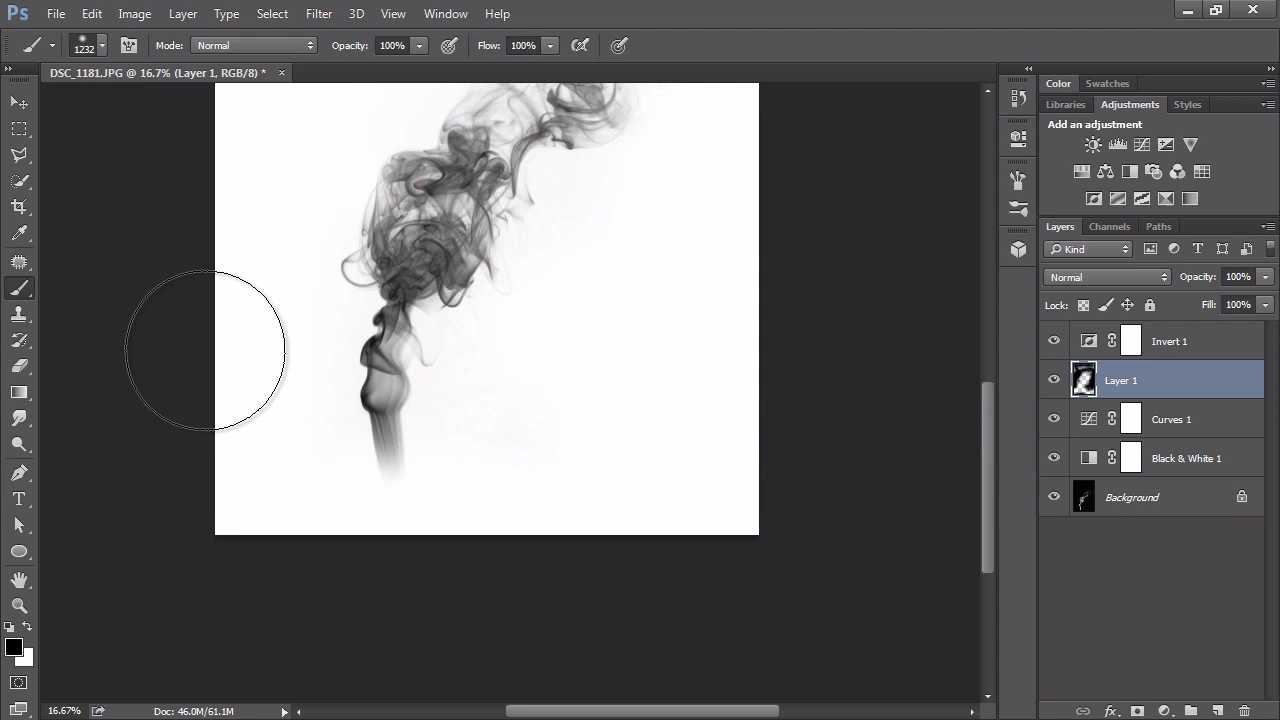 Ps File Edit Image Layer Type Select Filter 3D View Window Help
1232 Mode: Normal Opacity: 100% Flow: 100%
DSC_1181.JPG @ 16.7% (Layer 1, RGB/8) * ×
Color Swatches
Libraries Adjustments Styles
Add an adjustment
Layers Channels Paths
Kind
Normal Opacity: 100%
Lock: Fill: 100%
Invert 1
Layer 1
Curves 1
Black & White 1
Background
16.67% Doc: 46.0M/61.1M